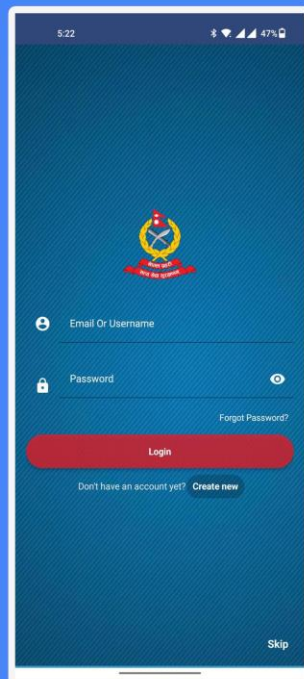 5:22 47%
Email Or Username
Password
Forgot Password?
Login
Don't have an account yet? Create new
Skip